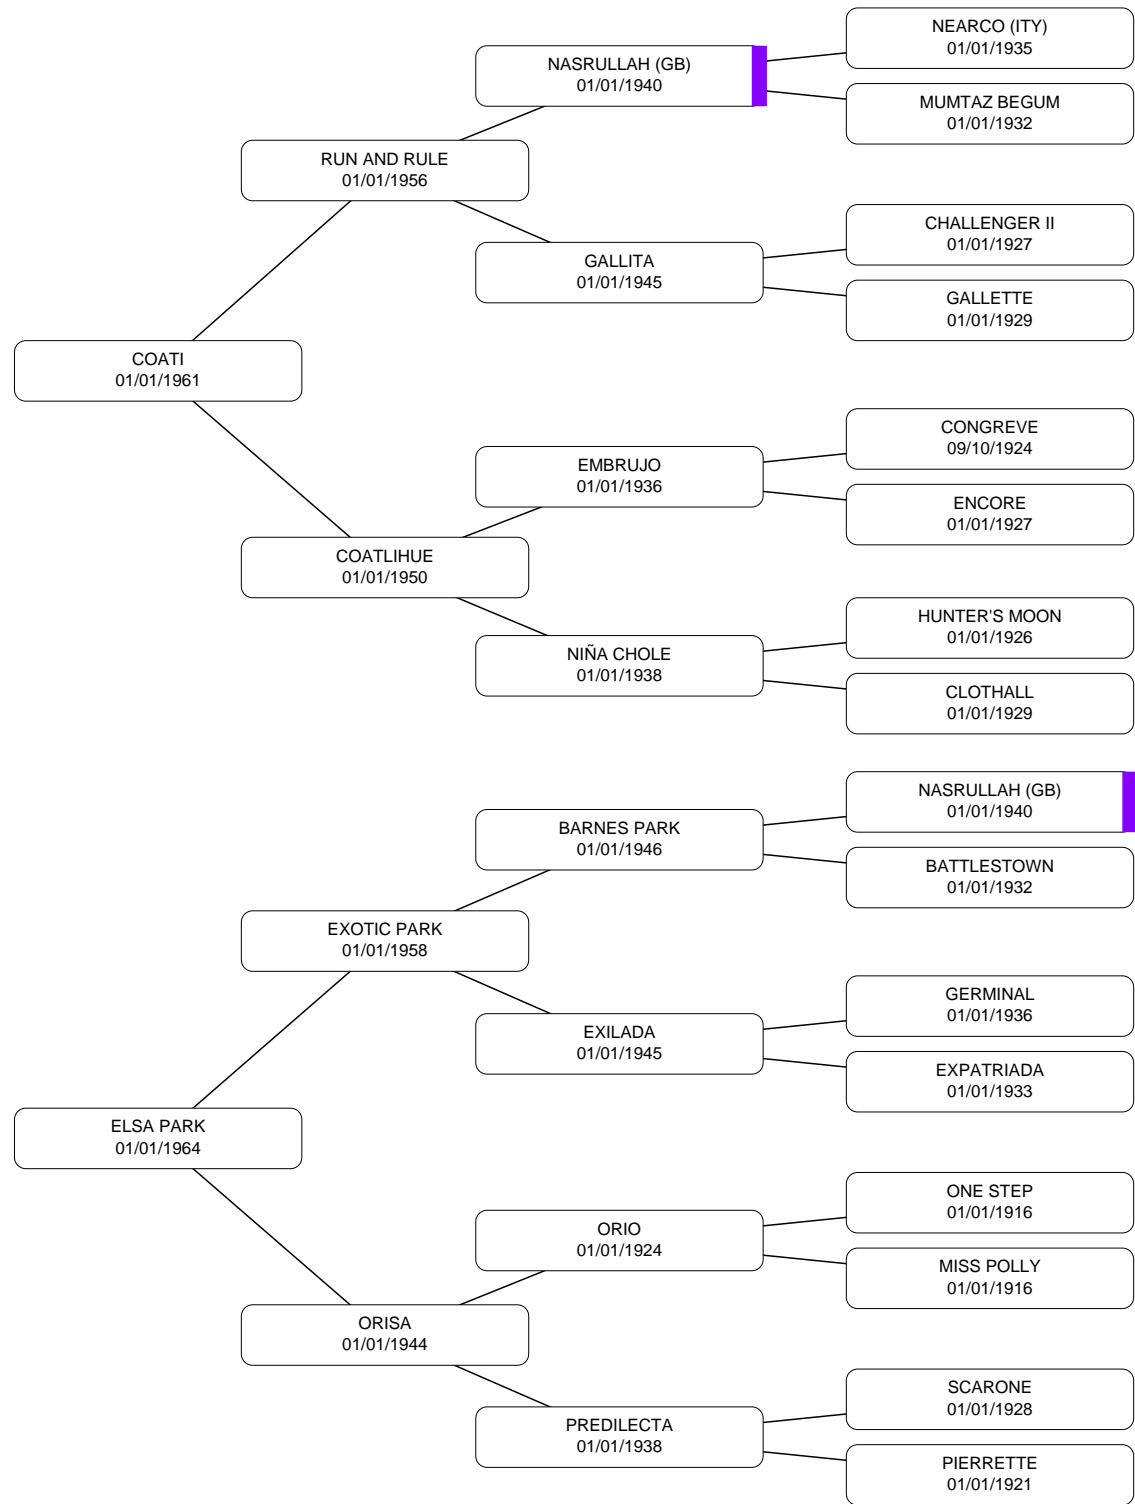 NEARCO (ITY)
01/01/1935
NASRULLAH (GB)
01/01/1940
MUMTAZ BEGUM
01/01/1932
RUN AND RULE
01/01/1956
CHALLENGER II
01/01/1927
GALLITA
01/01/1945
GALLETTE
01/01/1929
COATI
01/01/1961
CONGREVE
09/10/1924
EMBRUJO
01/01/1936
ENCORE
01/01/1927
COATLIHUE
01/01/1950
HUNTER'S MOON
01/01/1926
NIÑA CHOLE
01/01/1938
CLOTHALL
01/01/1929
NASRULLAH (GB)
01/01/1940
BARNES PARK
01/01/1946
BATTLESTOWN
01/01/1932
EXOTIC PARK
01/01/1958
GERMINAL
01/01/1936
EXILADA
01/01/1945
EXPATRIADA
01/01/1933
ELSA PARK
01/01/1964
ONE STEP
01/01/1916
ORIO
01/01/1924
MISS POLLY
01/01/1916
ORISA
01/01/1944
SCARONE
01/01/1928
PREDILECTA
01/01/1938
PIERRETTE
01/01/1921